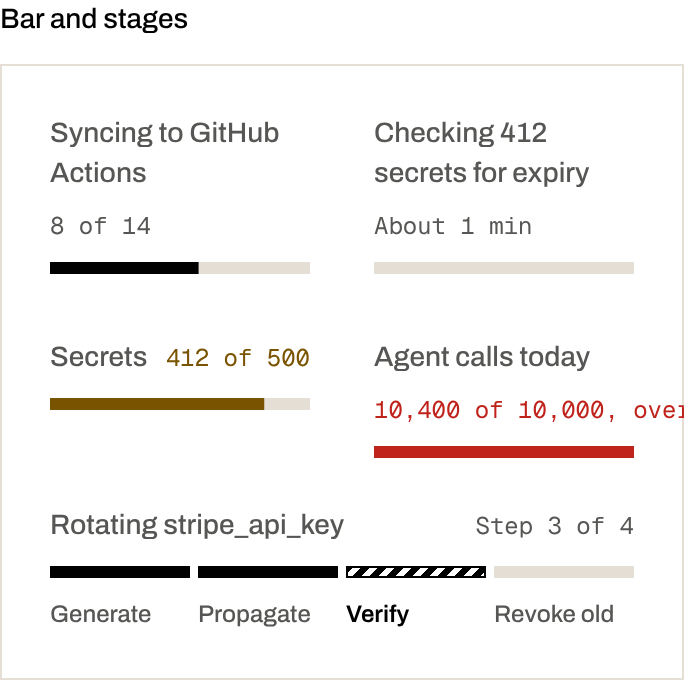 Bar and stages
Syncing to GitHub
Actions
8 of 14
Checking 412
secrets for expiry
About 1 min
Secrets 412 of 500
Agent calls today
10,400 of 10,000,
Rotating stripe_api_key Step 3 of 4
Generate Propagate Verify Revoke old